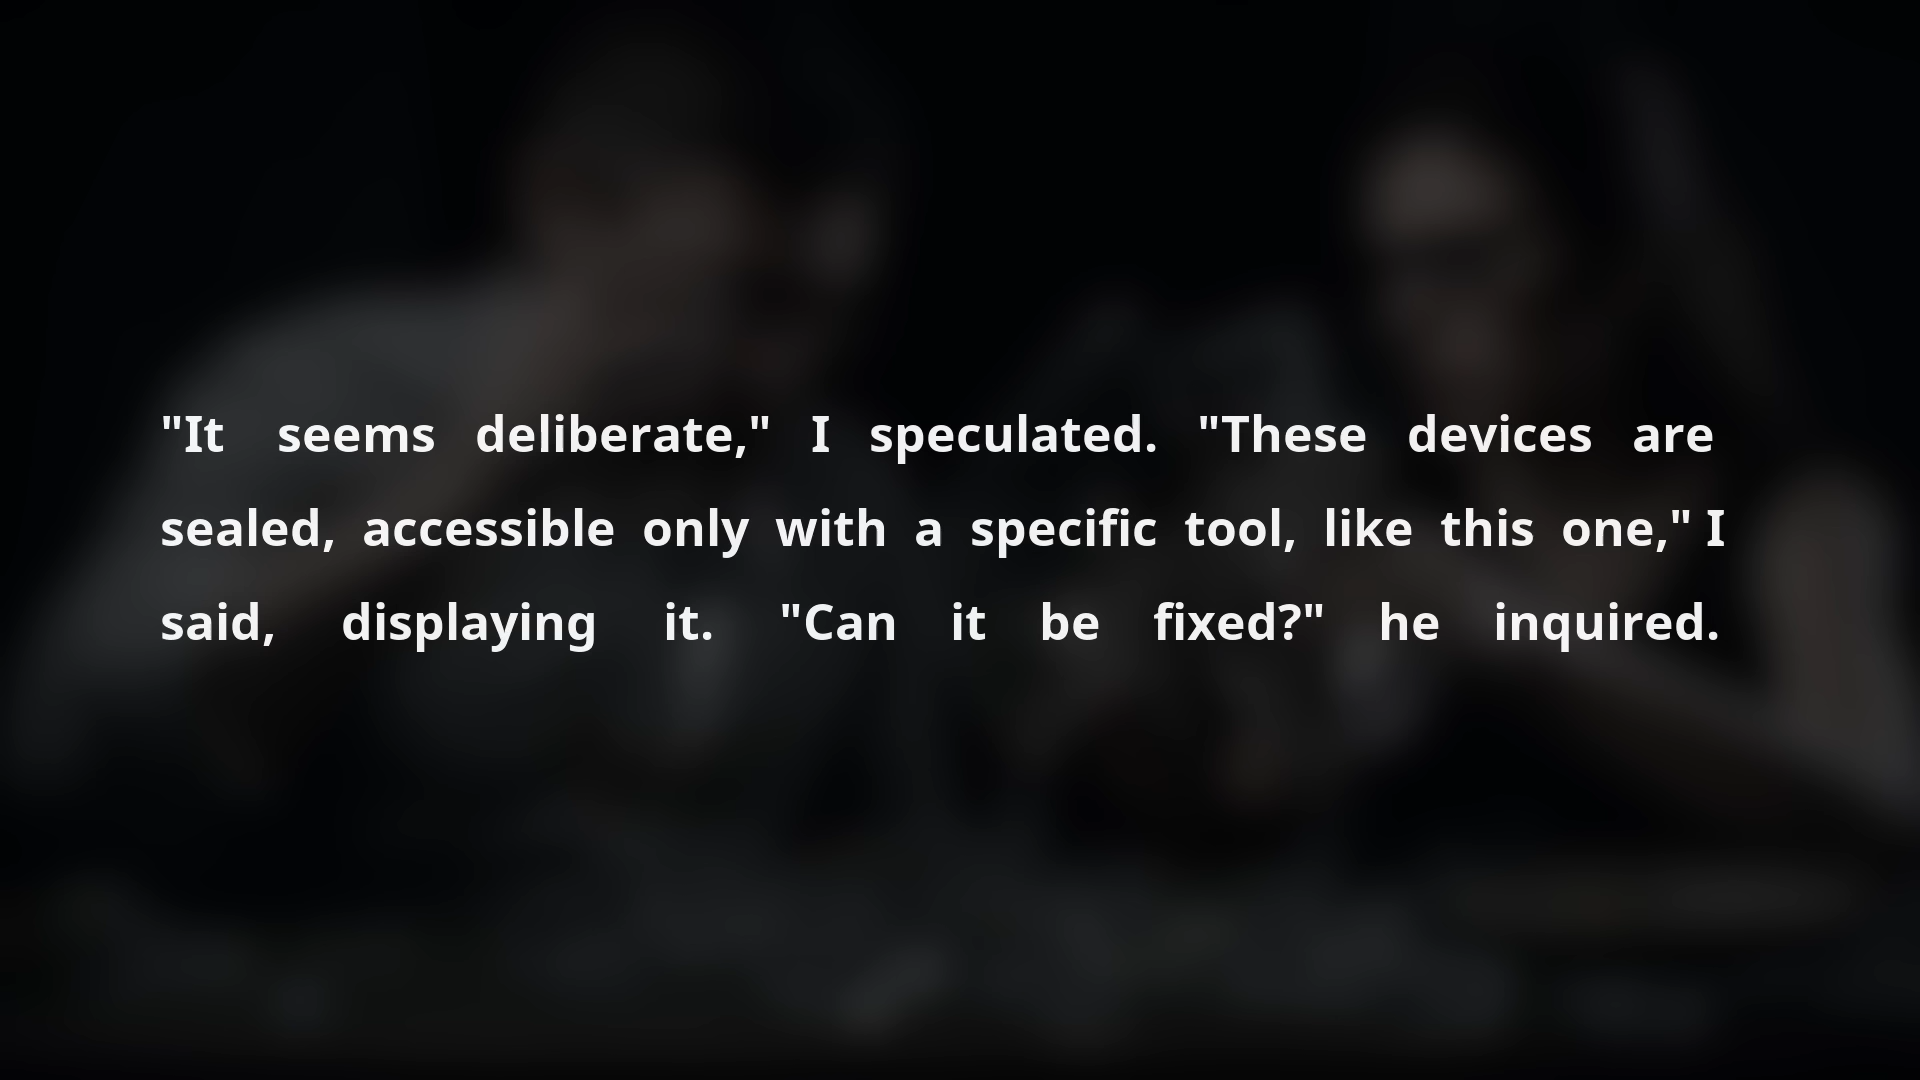 "It seems deliberate," I speculated. "These devices are
sealed, accessible only with a specific tool, like this one," I
said, displaying it. "Can it be fixed?" he inquired.